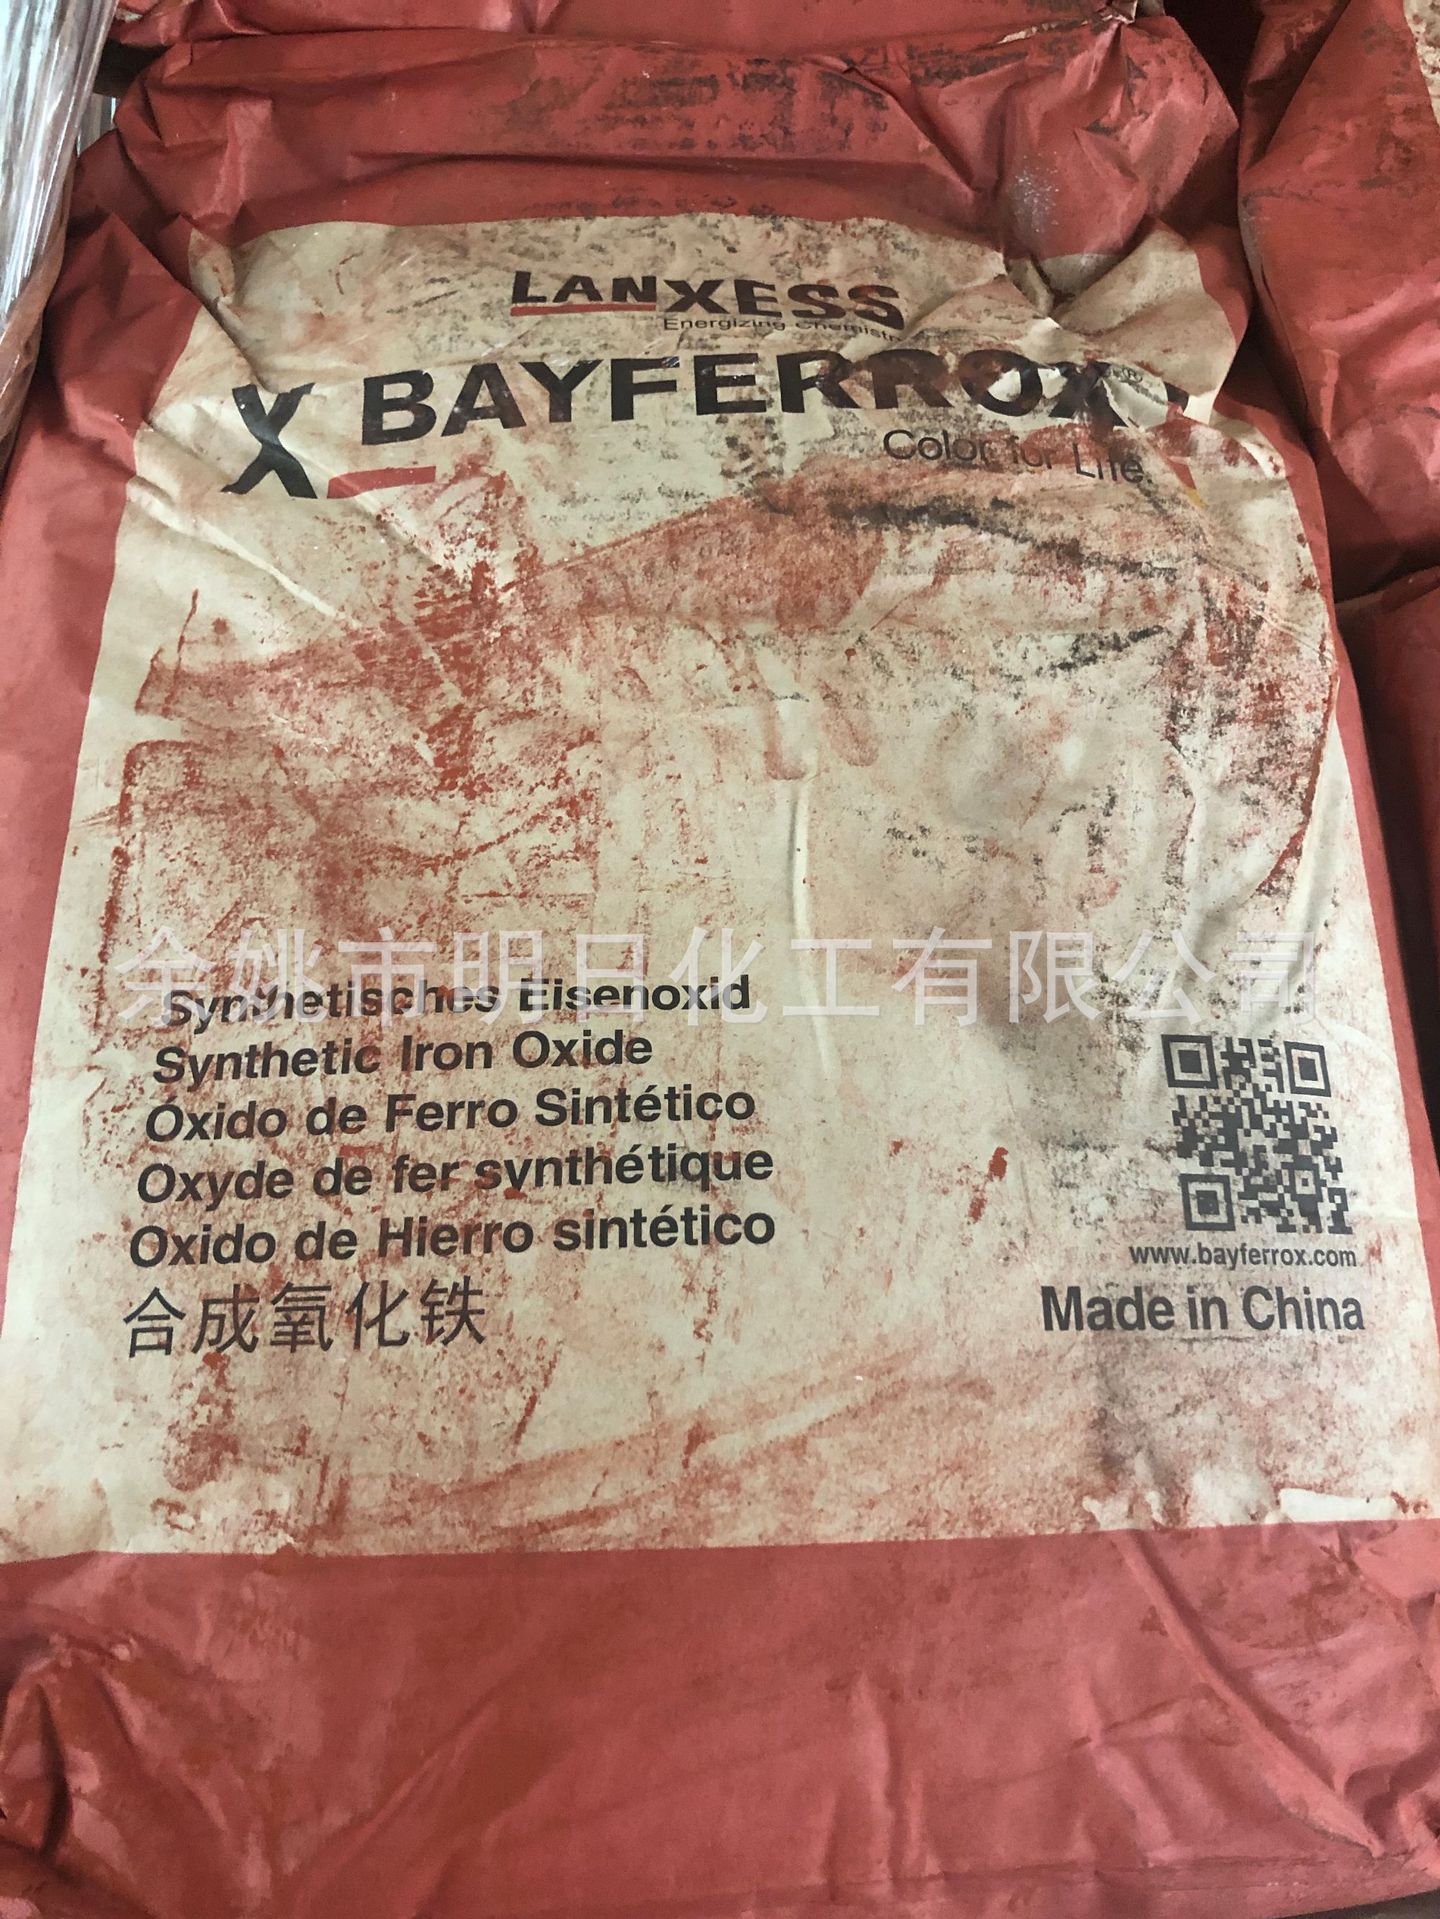 LANXESS
Energizing Chemistry
X BAYFERROX®
Color for Life.
余姚市明日化工有限公司
Synthetisches Eisenoxid
Synthetic Iron Oxide
Óxido de Ferro Sintético
Oxyde de fer synthétique
Oxido de Hierro sintético
合成氧化铁
www.bayferrox.com
Made in China